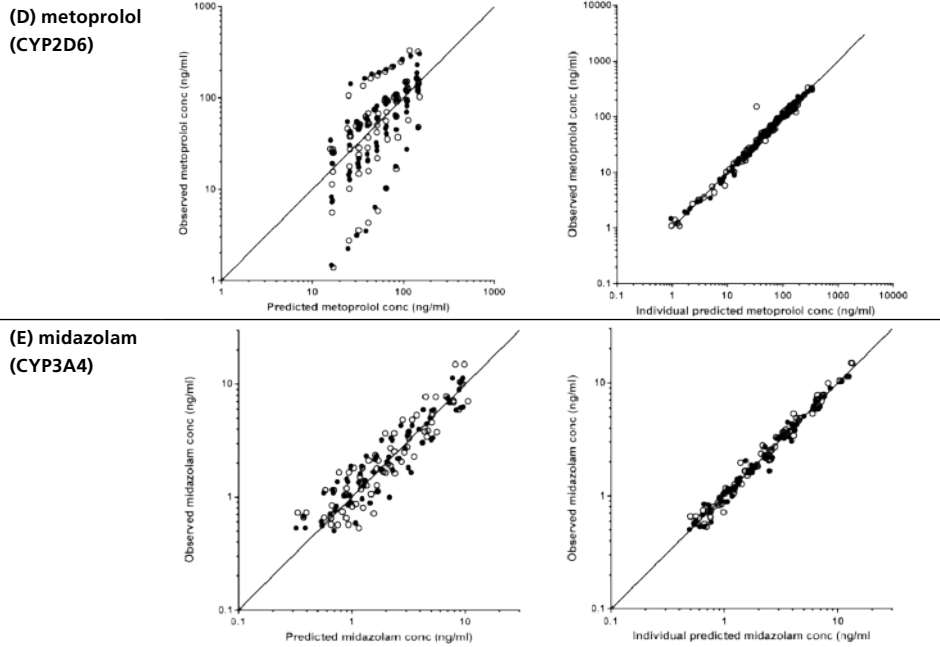 (D) metoprolol
(CYP2D6)
Observed metoprolol conc (ng/ml)
1000
100
10
1
1
10
100
1000
Predicted metoprolol conc (ng/ml)
Observed metoprolol conc (ng/ml)
10000
1000
100
10
1
0.1
0.1
1
10
100
1000
10000
Individual predicted metoprolol conc (ng/ml)
(E) midazolam
(CYP3A4)
Observed midazolam conc (ng/ml)
10
1
0.1
0.1
1
10
Predicted midazolam conc (ng/ml)
Observed midazolam conc (ng/ml)
10
1
0.1
0.1
1
10
Individual predicted midazolam conc (ng/ml